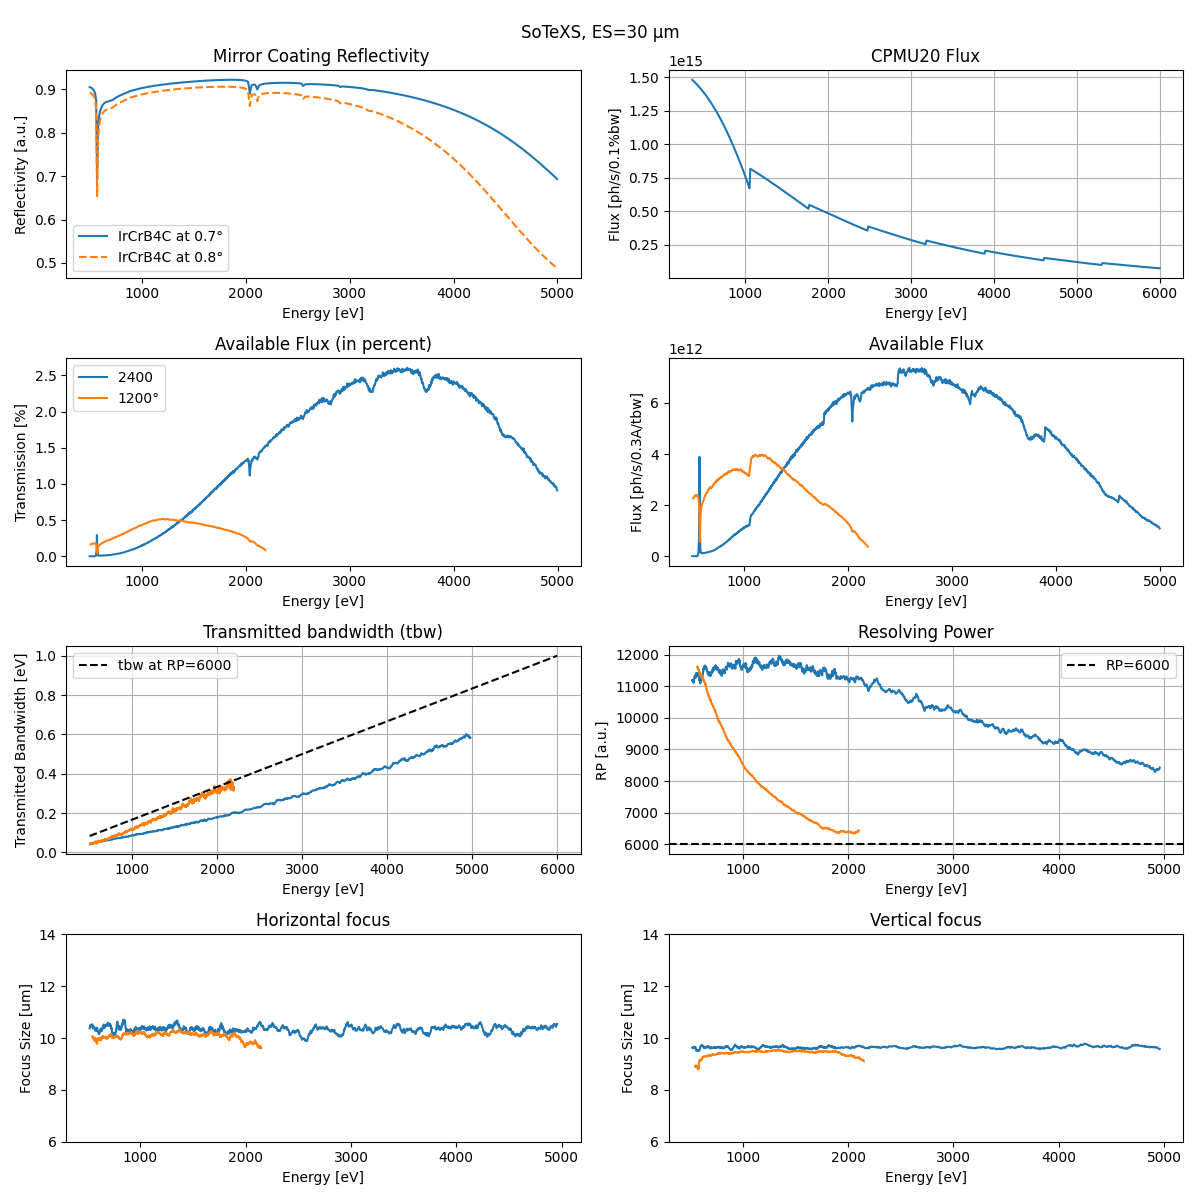 SoTeXS, ES=30 µm
Mirror Coating Reflectivity
0.9
0.8
0.7
0.6
0.5
Reflectivity [a.u.]
IrCrB4C at 0.7°
IrCrB4C at 0.8°
1000 2000 3000 4000 5000
Energy [eV]
CPMU20 Flux
1e15
1.50
1.25
1.00
0.75
0.50
0.25
Flux [ph/s/0.1%bw]
1000 2000 3000 4000 5000 6000
Energy [eV]
Available Flux (in percent)
2.5
2.0
1.5
1.0
0.5
0.0
Transmission [%]
2400
1200°
1000 2000 3000 4000 5000
Energy [eV]
Available Flux
1e12
6
4
2
0
Flux [ph/s/0.3A/tbw]
1000 2000 3000 4000 5000
Energy [eV]
Transmitted bandwidth (tbw)
1.0
0.8
0.6
0.4
0.2
0.0
Transmitted Bandwidth [eV]
tbw at RP=6000
1000 2000 3000 4000 5000 6000
Energy [eV]
Resolving Power
12000
11000
10000
9000
8000
7000
6000
RP [a.u.]
RP=6000
1000 2000 3000 4000 5000
Energy [eV]
Horizontal focus
14
12
10
8
6
Focus Size [um]
1000 2000 3000 4000 5000
Energy [eV]
Vertical focus
14
12
10
8
6
Focus Size [um]
1000 2000 3000 4000 5000
Energy [eV]